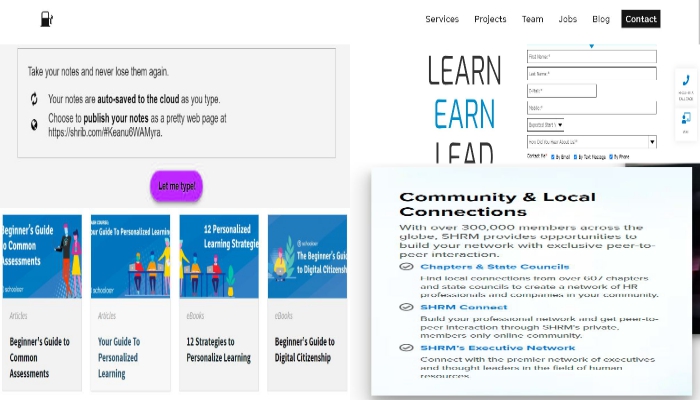 Services Projects Team Jobs Blog Contact
Take your notes and never lose them again.
Your notes are auto-saved to the cloud as you type.
Choose to publish your notes as a pretty web page at
https://shrib.com/#Keanu6WAMyra.
Let me type!
LEARN
EARN
LEAD
First Name:*
Last Name:*
E-Mail:*
Mobile:*
How Did You Hear About Us:*
Contact Me* By Email By Text Message By Phone
Community & Local
Connections
With over 300,000 members across the
globe, SHRM provides opportunities to
build your network with exclusive peer-to-
peer interaction.
Chapters & State Councils
Find local connections from over 607 chapters
and state councils to create a network of HR
professionals and companies in your community.
SHRM Connect
Build your professional network and get peer-to-
peer interaction through SHRM's private,
members-only online community.
SHRM's Executive Network
Connect with the premier network of executives
and thought leaders in the field of human
resources.
Beginner's Guide
to Common
Assessments
schooler
Articles
Beginner's Guide to
Common
Assessments
Your Guide To Personalized Learning
Articles
Your Guide To
Personalized
Learning
12 Personalized
Learning Strategie
eBooks
12 Strategies to
Personalize Learning
The Beginner's Guid
to Digital Citizensh
eBooks
Beginner's Guide to
Digital Citizenship